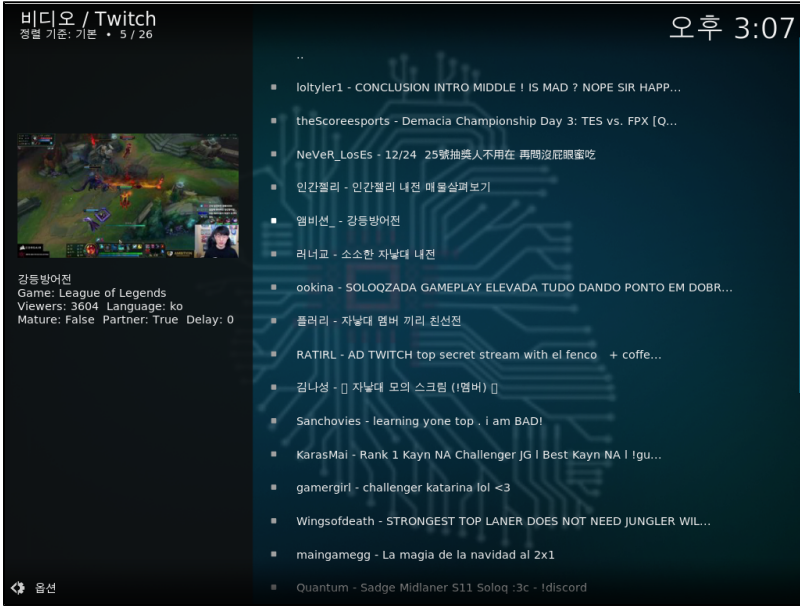 비디오 / Twitch
정렬 기준: 기본 • 5 / 26
오후 3:07
..
loltyler1 - CONCLUSION INTRO MIDDLE ! IS MAD ? NOPE SIR HAPP...
theScoreesports - Demacia Championship Day 3: TES vs. FPX [Q...
NeVeR_LosEs - 12/24  25號抽獎人不用在 再問沒屁眼蜜吃
인간젤리 - 인간젤리 내전 매물살펴보기
앰비션_ - 강등방어전
러너교 - 소소한 자낳대 내전
ookina - SOLOQZADA GAMEPLAY ELEVADA TUDO DANDO PONTO EM DOBR...
플러리 - 자낳대 멤버 끼리 친선전
RATIRL - AD TWITCH top secret stream with el fenco   + coffe...
김나성 - ▯ 자낳대 모의 스크림 (!멤버) ▯
Sanchovies - learning yone top . i am BAD!
KarasMai - Rank 1 Kayn NA Challenger JG l Best Kayn NA l !gu...
gamergirl - challenger katarina lol <3
Wingsofdeath - STRONGEST TOP LANER DOES NOT NEED JUNGLER WIL...
maingamegg - La magia de la navidad al 2x1
Quantum - Sadge Midlaner S11 Soloq :3c - !discord
강등방어전
Game: League of Legends
Viewers: 3604  Language: ko
Mature: False  Partner: True  Delay: 0
옵션